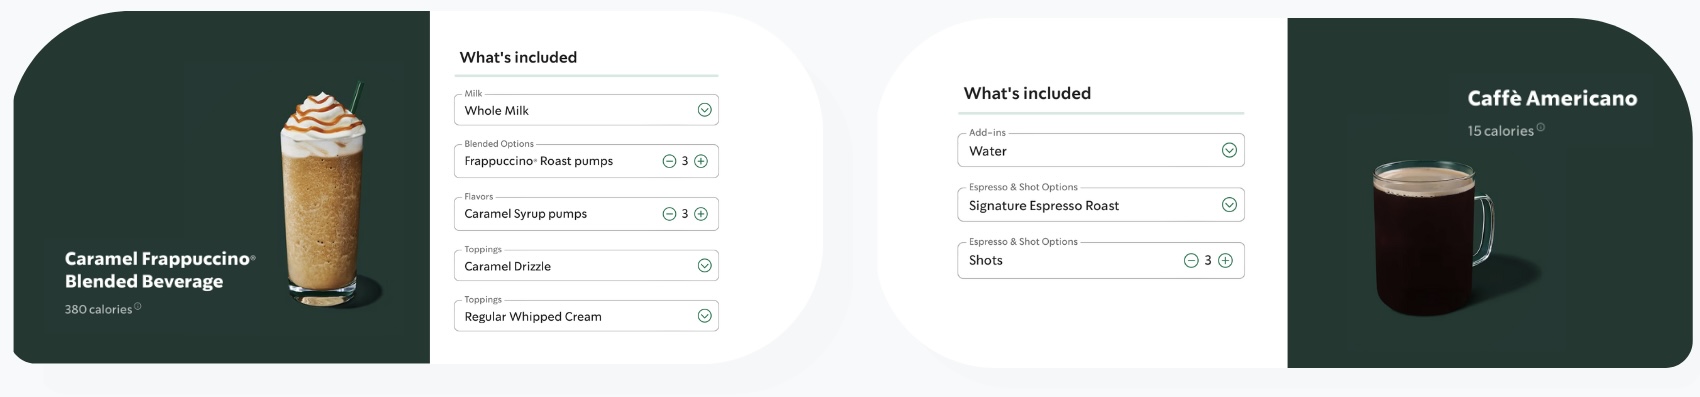 What's included
Milk
Whole Milk
Blended Options
Frappuccino® Roast pumps
3
Flavors
Caramel Syrup pumps
3
Toppings
Caramel Drizzle
Toppings
Regular Whipped Cream
Caramel Frappuccino®
Blended Beverage
380 calories
What's included
Add-ins
Water
Espresso & Shot Options
Signature Espresso Roast
Espresso & Shot Options
Shots
3
Caffè Americano
15 calories